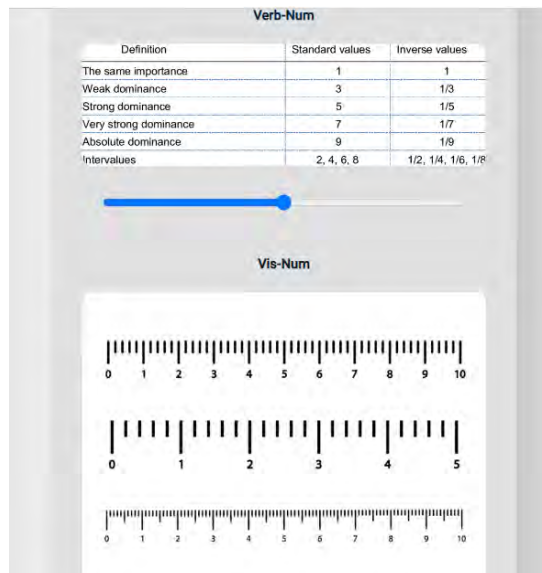 Verb-Num
Definition Standard values Inverse values
The same importance 1 1
Weak dominance 3 1/3
Strong dominance 5 1/5
Very strong dominance 7 1/7
Absolute dominance 9 1/9
Intervalues 2, 4, 6, 8 1/2, 1/4, 1/6, 1/8
Vis-Num
0 1 2 3 4 5 6 7 8 9 10
0 1 2 3 4 5
0 1 2 3 4 5 6 7 8 9 10